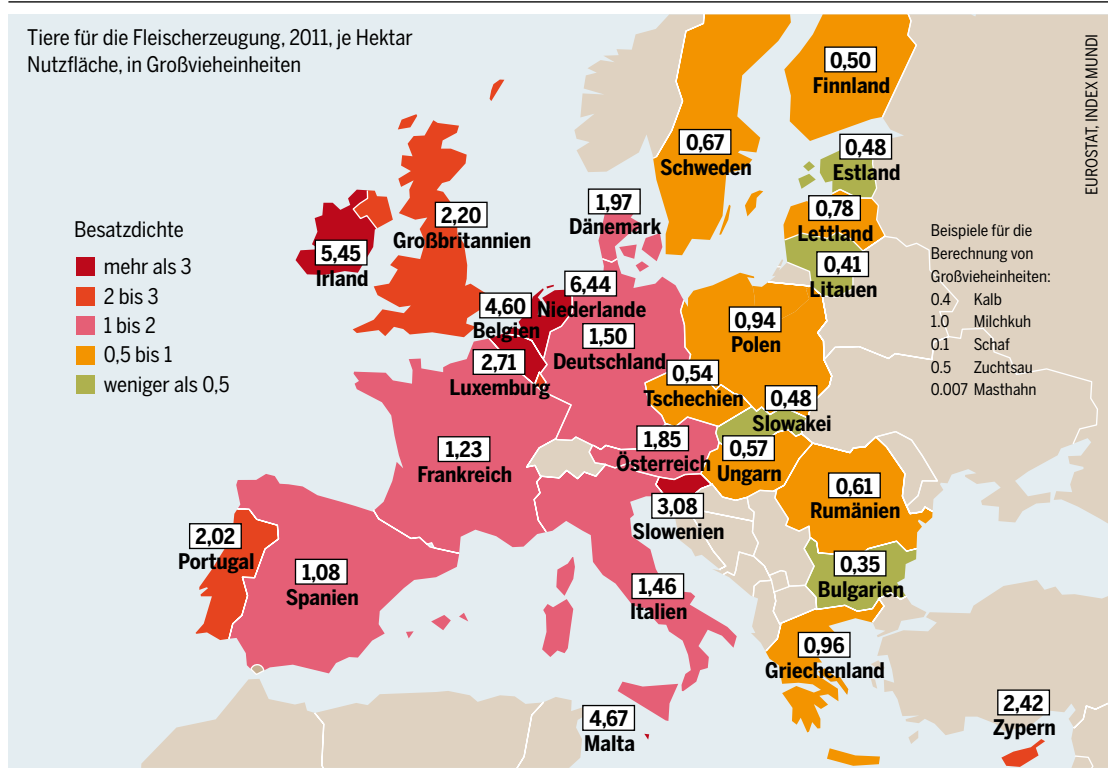 Tiere für die Fleischerzeugung, 2011, je Hektar
Nutzfläche, in Großvieheinheiten
EUROSTAT, INDEX MUNDI
0,50
Finnland
0,67
Schweden
0,48
Estland
1,97
Dänemark
0,78
Lettland
2,20
Großbritannien
5,45
Irland
0,41
Litauen
Besatzdichte
mehr als 3
2 bis 3
1 bis 2
0,5 bis 1
weniger als 0,5
Beispiele für die
Berechnung von
Großvieheinheiten:
0.4 Kalb
1.0 Milchkuh
0.1 Schaf
0.5 Zuchtsau
0.007 Masthahn
6,44
Niederlande
4,60
Belgien
0,94
Polen
1,50
Deutschland
2,71
Luxemburg
0,54
Tschechien
0,48
Slowakei
1,23
Frankreich
1,85
Österreich
0,57
Ungarn
0,61
Rumänien
3,08
Slowenien
2,02
Portugal
1,08
Spanien
1,46
Italien
0,35
Bulgarien
0,96
Griechenland
4,67
Malta
2,42
Zypern